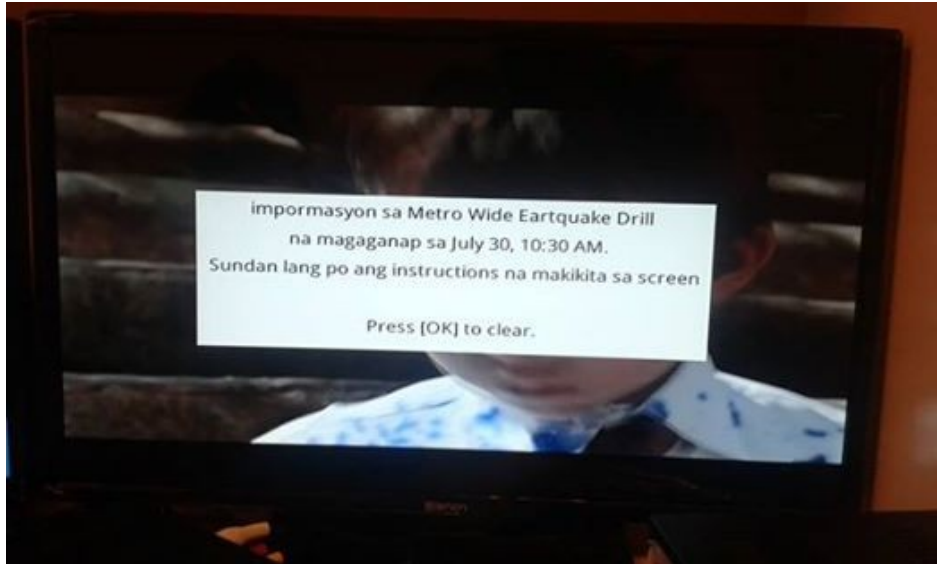 impormasyon sa Metro Wide Eartquake Drill
na magaganap sa July 30, 10:30 AM.
Sundan lang po ang instructions na makikita sa screen
Press [OK] to clear.